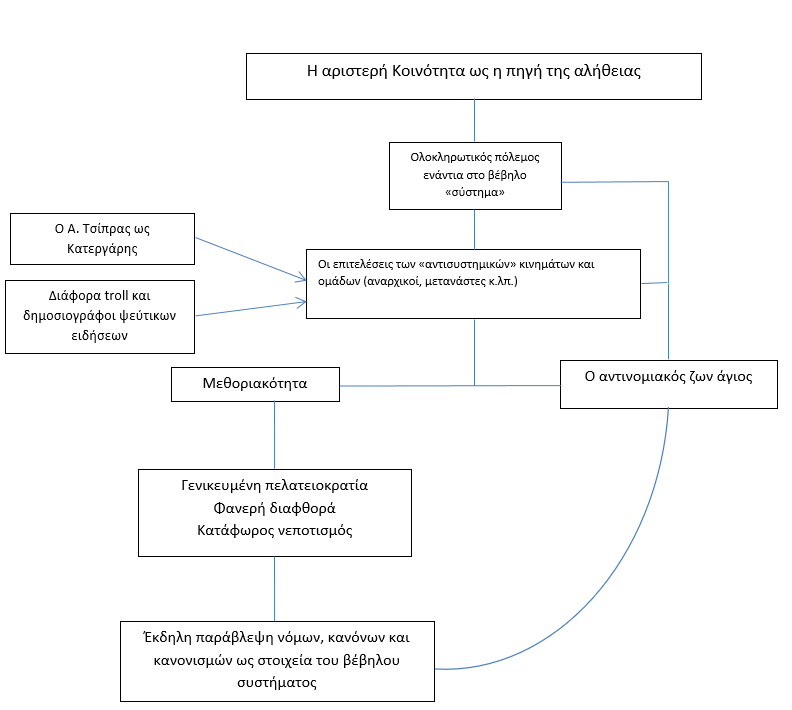 Η αριστερή Κοινότητα ως η πηγή της αλήθειας
Ολοκληρωτικός πόλεμος
ενάντια στο βέβηλο
«σύστημα»
Ο Α. Τσίπρας ως
Κατεργάρης
Οι επιτελέσεις των «αντισυστημικών» κινημάτων και
ομάδων (αναρχικοί, μετανάστες κ.λπ.)
Διάφορα troll και
δημοσιογράφοι ψεύτικων
ειδήσεων
Μεθοριακότητα
Ο αντινομιακός ζων άγιος
Γενικευμένη πελατειοκρατία
Φανερή διαφθορά
Κατάφωρος νεποτισμός
Έκδηλη παράβλεψη νόμων, κανόνων και
κανονισμών ως στοιχεία του βέβηλου
συστήματος